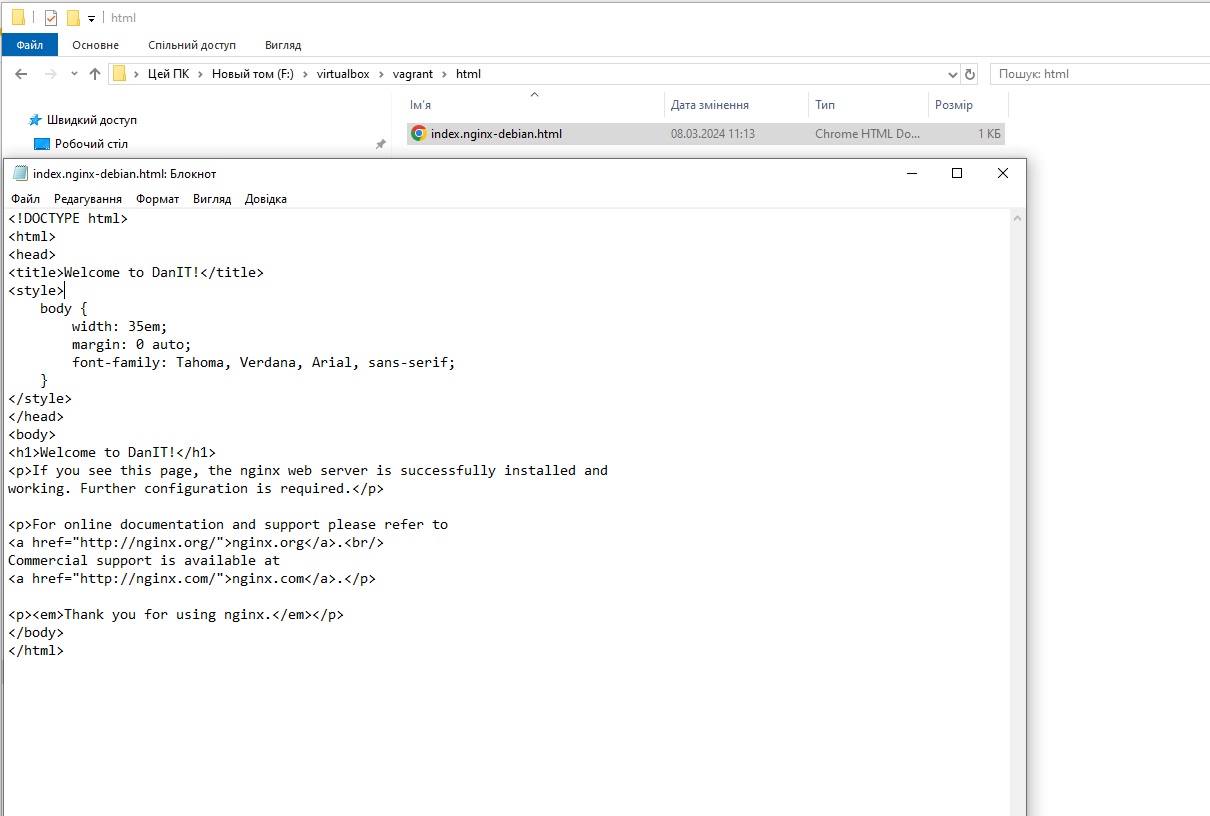 html
Файл Основне Спільний доступ Вигляд
Цей ПК Новий том (F:) virtualbox vagrant html Пошук: html
Ім'я Дата змінення Тип Розмір
Швидкий доступ index.nginx-debian.html 08.03.2024 11:13 Chrome HTML Do... 1 КБ
Робочий стіл
index.nginx-debian.html: Блокнот
Файл Редагування Формат Вигляд Довідка
<!DOCTYPE html>
<html>
<head>
<title>Welcome to DanIT!</title>
<style>
    body {
        width: 35em;
        margin: 0 auto;
        font-family: Tahoma, Verdana, Arial, sans-serif;
    }
</style>
</head>
<body>
<h1>Welcome to DanIT!</h1>
<p>If you see this page, the nginx web server is successfully installed and
working. Further configuration is required.</p>

<p>For online documentation and support please refer to
<a href="http://nginx.org/">nginx.org</a>.<br/>
Commercial support is available at
<a href="http://nginx.com/">nginx.com</a>.</p>

<p><em>Thank you for using nginx.</em></p>
</body>
</html>